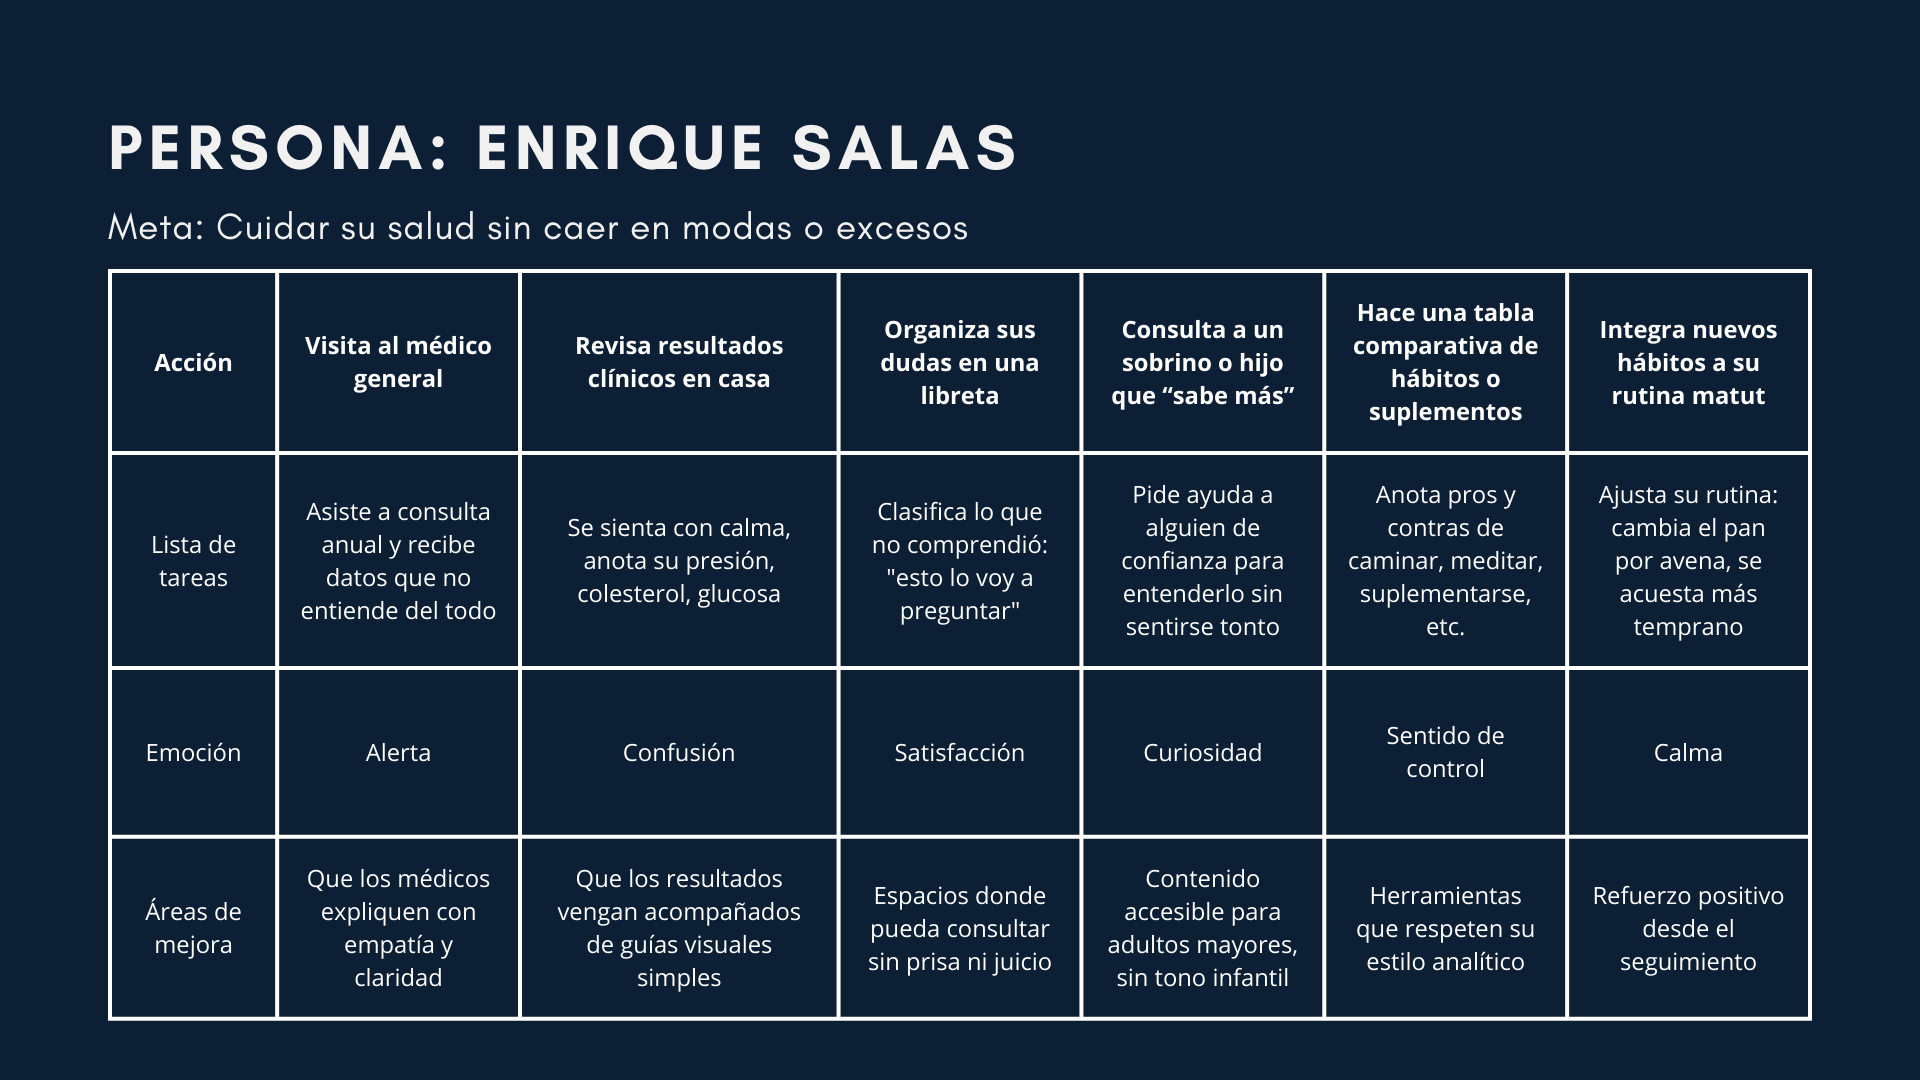 PERSONA: ENRIQUE SALAS
Meta: Cuidar su salud sin caer en modas o excesos
Acción
Visita al médico
general
Revisa resultados
clínicos en casa
Organiza sus
dudas en una
libreta
Consulta a un
sobrino o hijo
que “sabe más”
Hace una tabla
comparativa de
hábitos o
suplementos
Integra nuevos
hábitos a su
rutina matut
Lista de
tareas
Asiste a consulta
anual y recibe
datos que no
entiende del todo
Se sienta con calma,
anota su presión,
colesterol, glucosa
Clasifica lo que
no comprendió:
"esto lo voy a
preguntar"
Pide ayuda a
alguien de
confianza para
entenderlo sin
sentirse tonto
Anota pros y
contras de
caminar, meditar,
suplementarse,
etc.
Ajusta su rutina:
cambia el pan
por avena, se
acuesta más
temprano
Emoción
Alerta
Confusión
Satisfacción
Curiosidad
Sentido de
control
Calma
Áreas de
mejora
Que los médicos
expliquen con
empatía y
claridad
Que los resultados
vengan acompañados
de guías visuales
simples
Espacios donde
pueda consultar
sin prisa ni juicio
Contenido
accesible para
adultos mayores,
sin tono infantil
Herramientas
que respeten su
estilo analítico
Refuerzo positivo
desde el
seguimiento